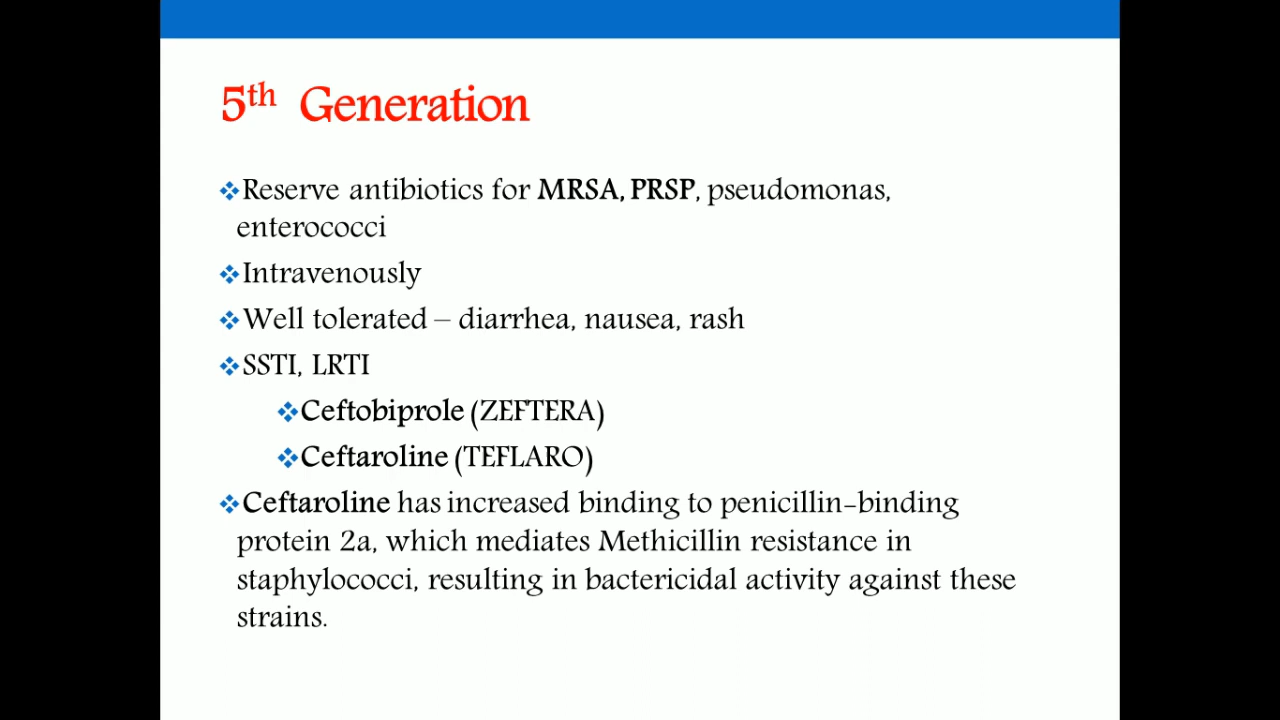 5th Generation
❖Reserve antibiotics for MRSA, PRSP, pseudomonas,
enterococci
❖Intravenously
❖Well tolerated – diarrhea, nausea, rash
❖SSTI, LRTI
❖Ceftobiprole (ZEFTERA)
❖Ceftaroline (TEFLARO)
❖Ceftaroline has increased binding to penicillin-binding
protein 2a, which mediates Methicillin resistance in
staphylococci, resulting in bactericidal activity against these
strains.